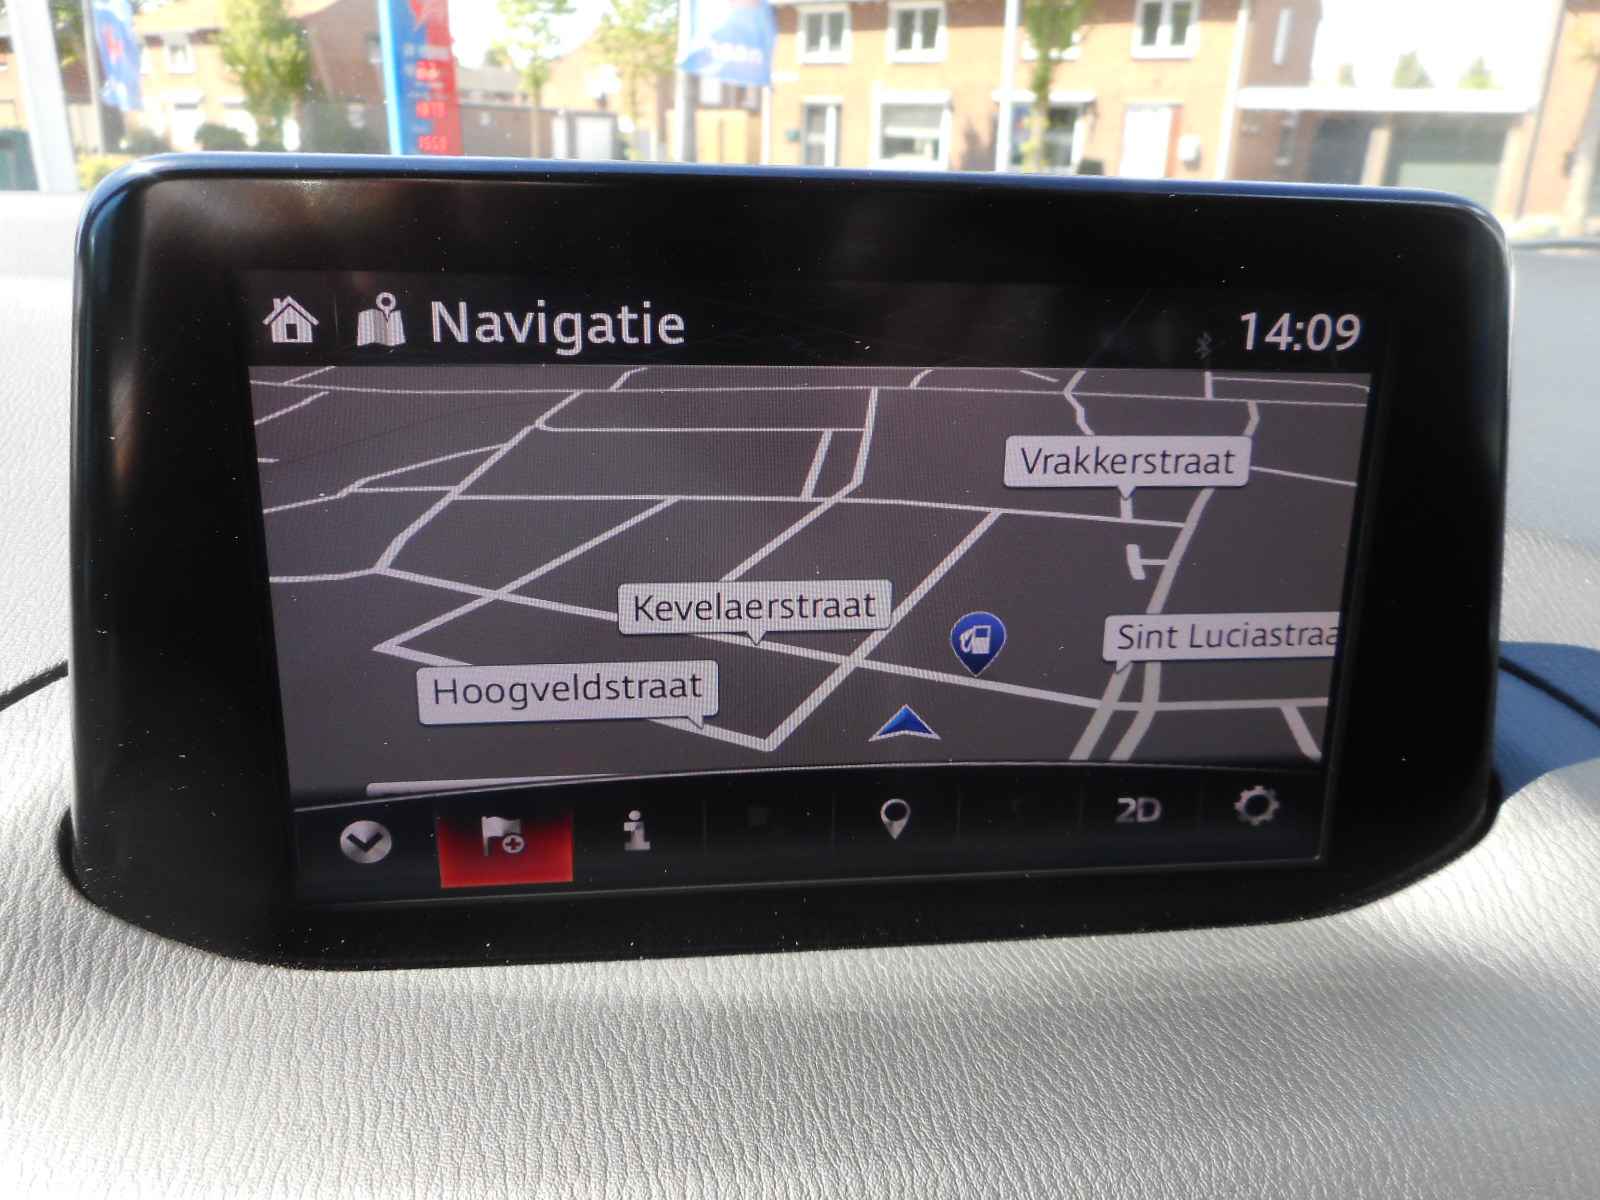 Navigatie
14:09
Vrakkerstraat
Kevelaerstraat
Sint Luciastraa
Hoogveldstraat
2D